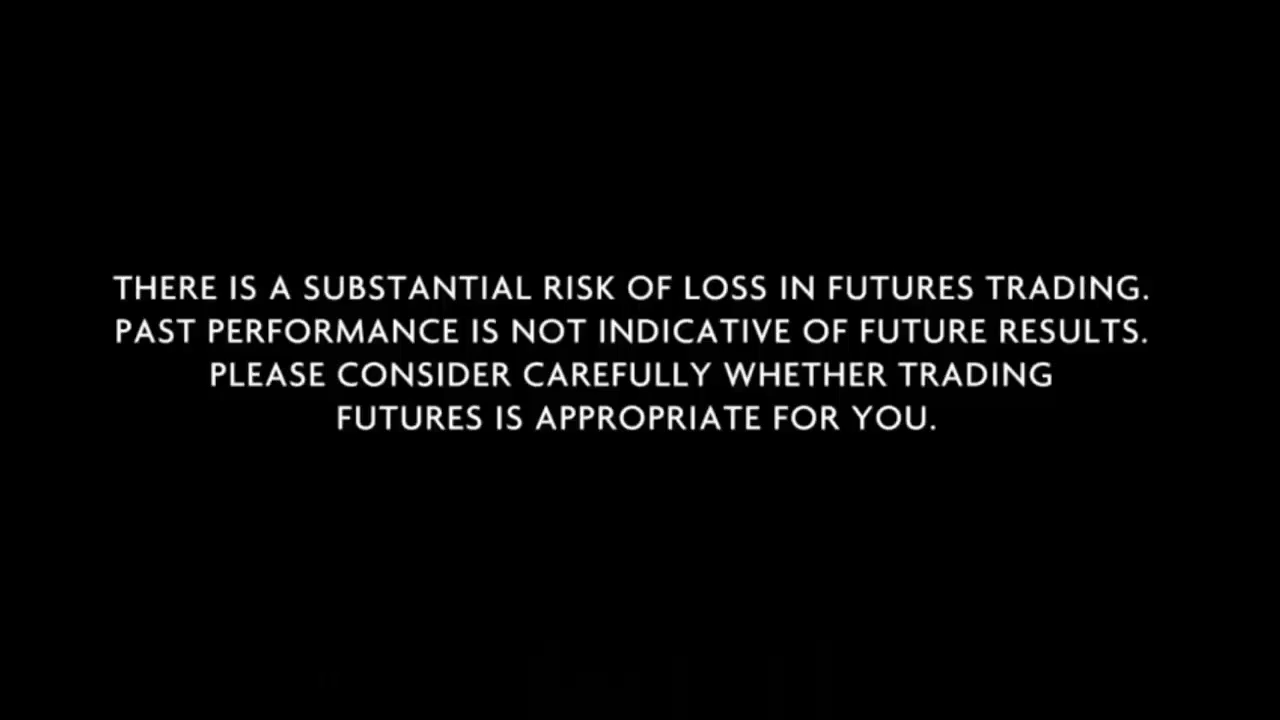 THERE IS A SUBSTANTIAL RISK OF LOSS IN FUTURES TRADING.
PAST PERFORMANCE IS NOT INDICATIVE OF FUTURE RESULTS.
PLEASE CONSIDER CAREFULLY WHETHER TRADING
FUTURES IS APPROPRIATE FOR YOU.